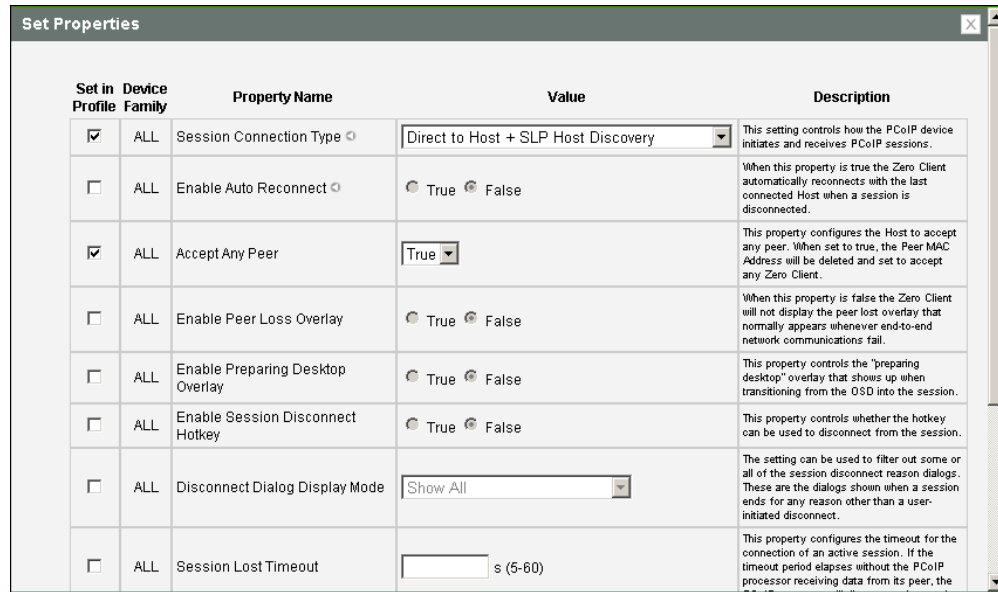 Set Properties
X
Set in Profile
Device Family
Property Name
Value
Description
ALL
Session Connection Type
Direct to Host + SLP Host Discovery
This setting controls how the PCoIP device
initiates and receives PCoIP sessions.
ALL
Enable Auto Reconnect
True False
When this property is true the Zero Client
automatically reconnects with the last
connected Host when a session is
disconnected.
ALL
Accept Any Peer
True
This property configures the Host to accept
any peer. When set to true, the Peer MAC
Address will be deleted and set to accept
any Zero Client.
ALL
Enable Peer Loss Overlay
True False
When this property is false the Zero Client
will not display the peer lost overlay that
normally appears whenever end-to-end
network communications fail.
ALL
Enable Preparing Desktop
Overlay
True False
This property controls the "preparing
desktop" overlay that shows up when
transitioning from the OSD into the session.
ALL
Enable Session Disconnect
Hotkey
True False
This property controls whether the hotkey
can be used to disconnect from the session.
ALL
Disconnect Dialog Display Mode
Show All
The setting can be used to filter out some or
all of the session disconnect reason dialogs.
These are the dialogs shown when a session
ends for any reason other than a user-
initiated disconnect.
ALL
Session Lost Timeout
s (5-60)
This property configures the timeout for the
connection of an active session. If the
timeout period elapses without the PCoIP
processor receiving data from its peer, the